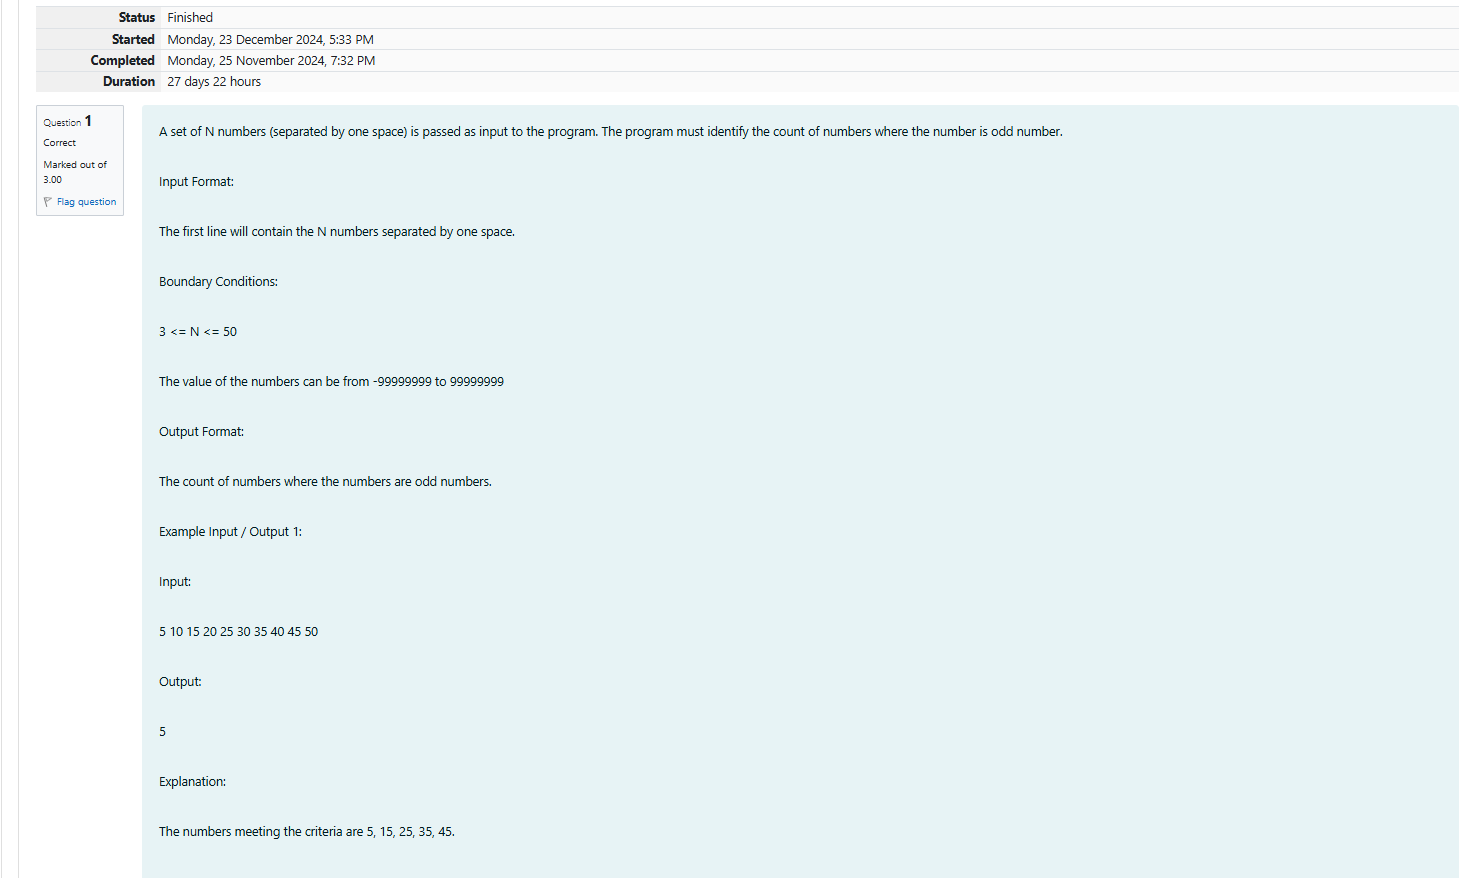 Status Finished
Started Monday, 23 December 2024, 5:33 PM
Completed Monday, 25 November 2024, 7:32 PM
Duration 27 days 22 hours
Question 1
Correct
Marked out of
3.00
Flag question
A set of N numbers (separated by one space) is passed as input to the program. The program must identify the count of numbers where the number is odd number.
Input Format:
The first line will contain the N numbers separated by one space.
Boundary Conditions:
3 <= N <= 50
The value of the numbers can be from -99999999 to 99999999
Output Format:
The count of numbers where the numbers are odd numbers.
Example Input / Output 1:
Input:
5 10 15 20 25 30 35 40 45 50
Output:
5
Explanation:
The numbers meeting the criteria are 5, 15, 25, 35, 45.